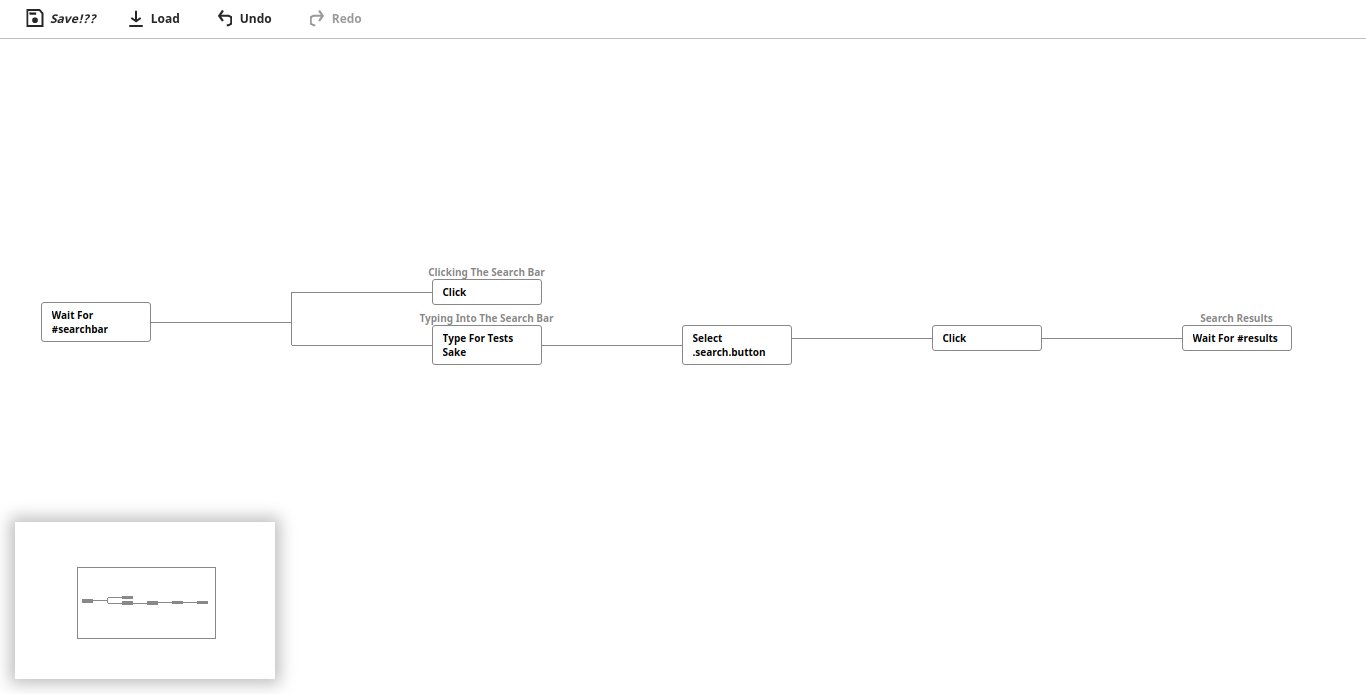 Save!??
Load
Undo
Redo
Wait For
#searchbar
Clicking The Search Bar
Click
Typing Into The Search Bar
Type For Tests
Sake
Select
.search.button
Click
Search Results
Wait For #results